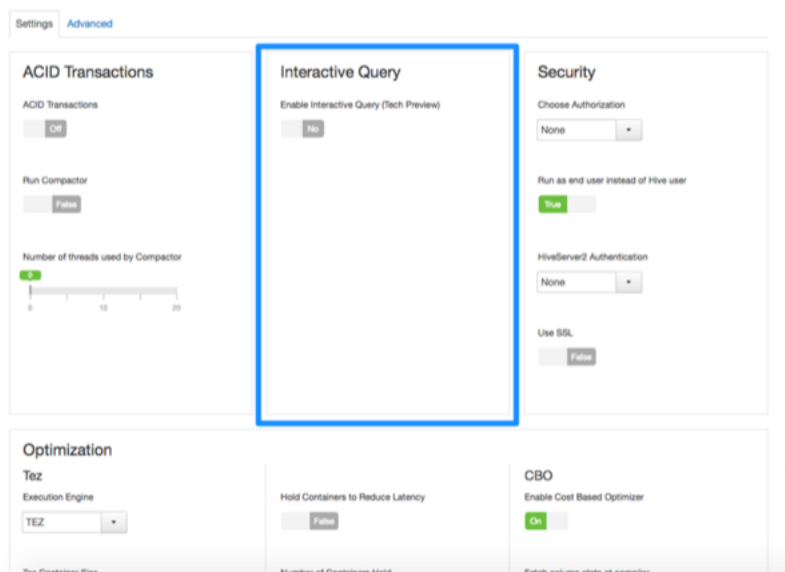 Settings
Advanced
ACID Transactions
ACID Transactions
Off
Run Compactor
False
Number of threads used by Compactor
0
10
20
Interactive Query
Enable Interactive Query (Tech Preview)
No
Security
Choose Authorization
None
Run as end user instead of Hive user
True
HiveServer2 Authentication
None
Use SSL
False
Optimization
Tez
Execution Engine
TEZ
Hold Containers to Reduce Latency
False
CBO
Enable Cost Based Optimizer
On